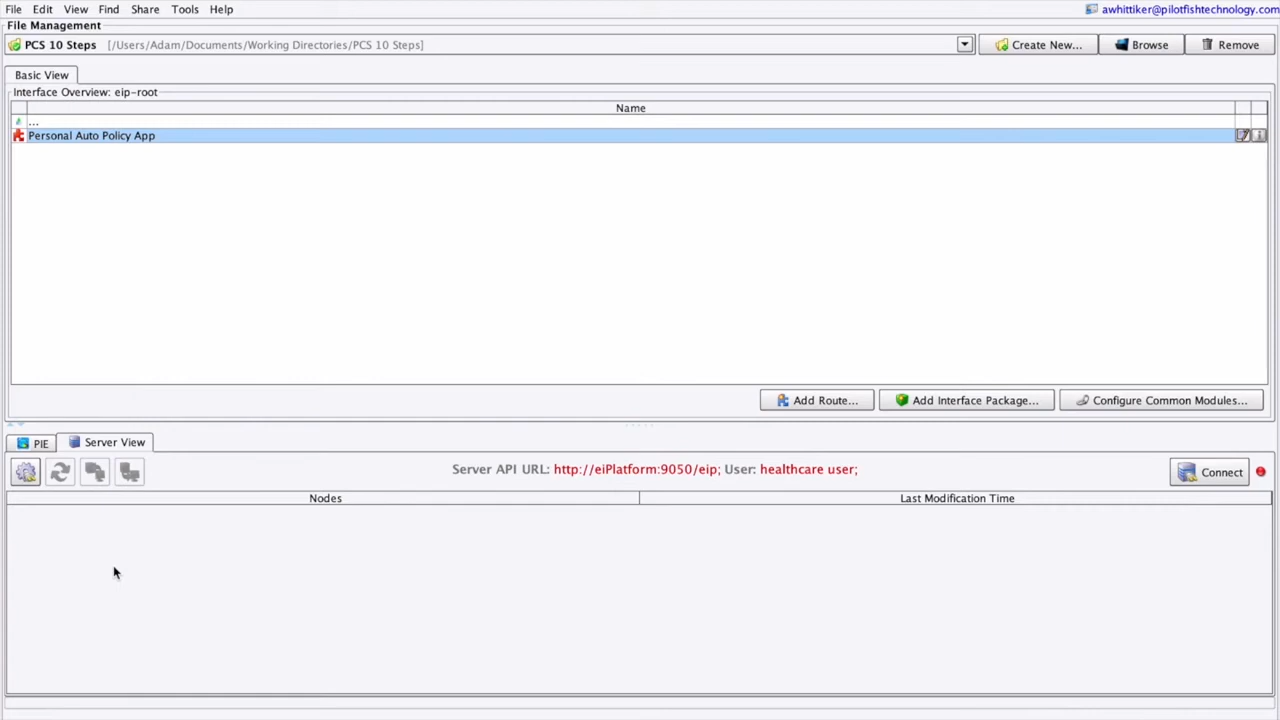 File Edit View Find Share Tools Help awhittiker@pilotfishtechnology.com
File Management
PCS 10 Steps [/Users/Adam/Documents/Working Directories/PCS 10 Steps] Create New... Browse Remove
Basic View
Interface Overview: eip-root
Name
...
Personal Auto Policy App
Add Route... Add Interface Package... Configure Common Modules...
PIE Server View
Server API URL: http://eiPlatform:9050/eip; User: healthcare user; Connect
Nodes Last Modification Time